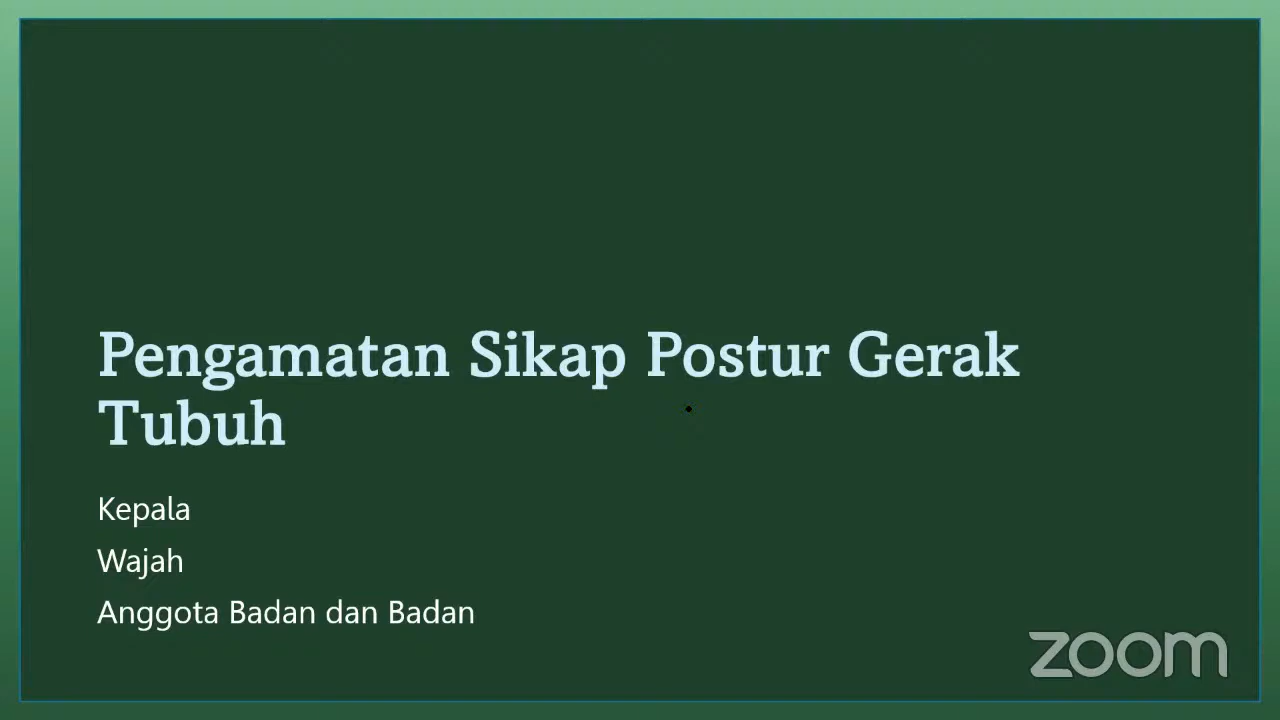 Pengamatan Sikap Postur Gerak
Tubuh
Kepala
Wajah
Anggota Badan dan Badan
zoom